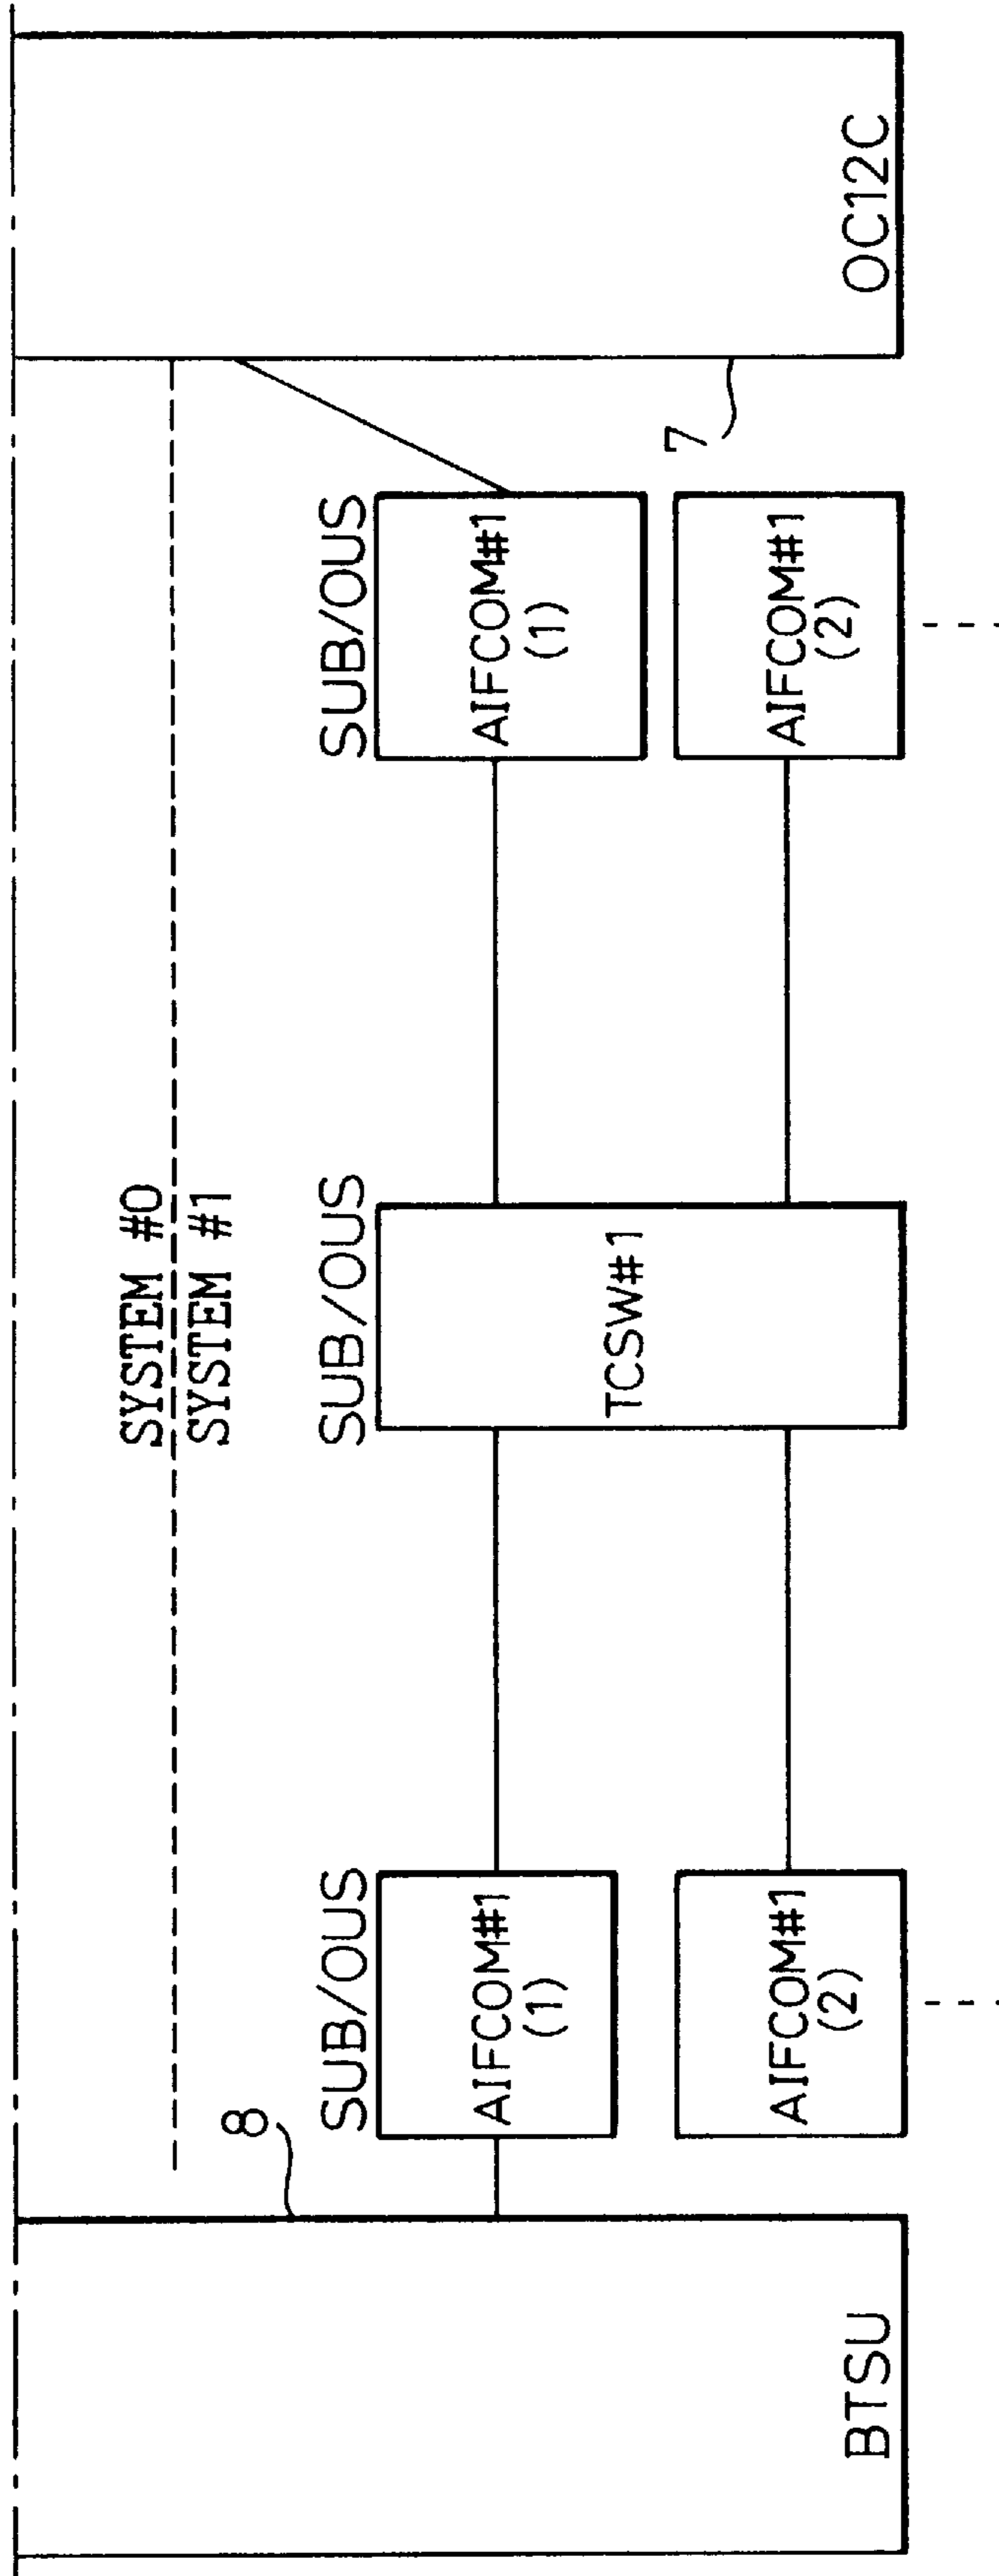 SYSTEM #0
SYSTEM #1
8
SUB/OUS
SUB/OUS
SUB/OUS
AIFCOM#1
(1)
TCSW#1
AIFCOM#1
(1)
7
AIFCOM#1
(2)
AIFCOM#1
(2)
BTSU
OC12C